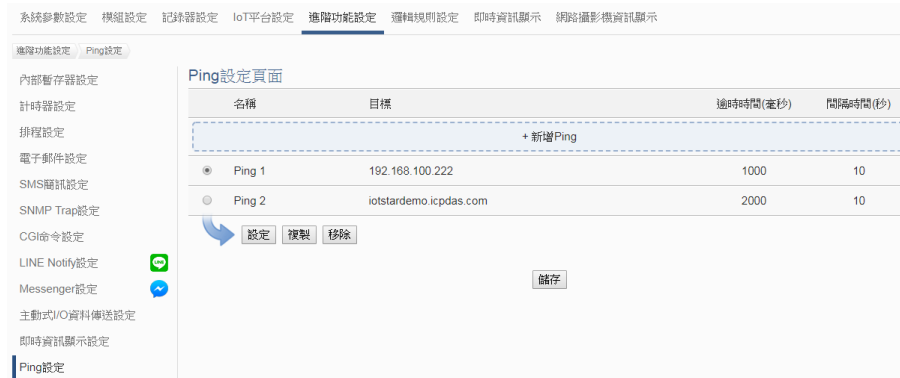 系統參數設定 模組設定 記錄器設定 IoT平台設定 進階功能設定 邏輯規則設定 即時資訊顯示 網路攝影機資訊顯示
進階功能設定 Ping設定
內部暫存器設定
計時器設定
排程設定
電子郵件設定
SMS簡訊設定
SNMP Trap設定
CGI命令設定
LINE Notify設定 LINE
Messenger設定
主動式I/O資料傳送設定
即時資訊顯示設定
Ping設定
Ping設定頁面
名稱 目標 逾時時間(毫秒) 間隔時間(秒)
+ 新增Ping
Ping 1 192.168.100.222 1000 10
Ping 2 iotstardemo.icpdas.com 2000 10
設定 複製 移除
儲存